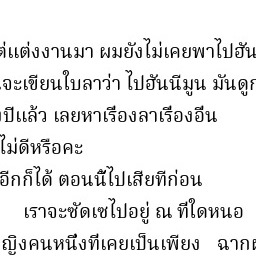 ต่แต่งงานมา ผมยังไม่เคยพาไปฮัน
จะเขียนใบลาว่า ไปฮันนีมูน มันดูก
ปีแล้ว เลยหาเรื่องลาเรื่องอื่น
ไม่ดีหรือคะ
อีกก็ได้ ตอนนี้ไปเสียทีก่อน
เราจะซัดเซไปอยู่ ณ ที่ใดหนอ
ญิงคนหนึ่งที่เคยเป็นเพียง ฉาก